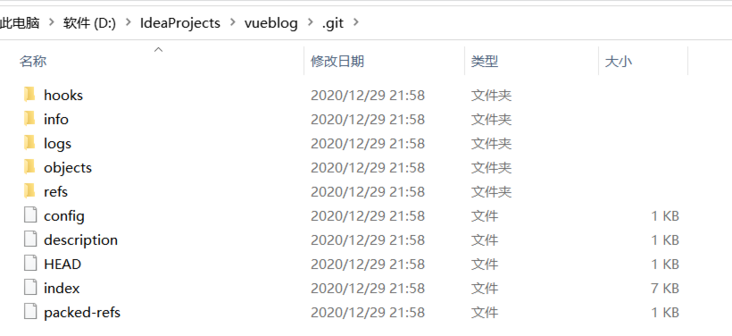 此电脑 > 软件 (D:) > IdeaProjects > vueblog > .git >
名称 修改日期 类型 大小
hooks 2020/12/29 21:58 文件夹
info 2020/12/29 21:58 文件夹
logs 2020/12/29 21:58 文件夹
objects 2020/12/29 21:58 文件夹
refs 2020/12/29 21:58 文件夹
config 2020/12/29 21:58 文件 1 KB
description 2020/12/29 21:58 文件 1 KB
HEAD 2020/12/29 21:58 文件 1 KB
index 2020/12/29 21:58 文件 7 KB
packed-refs 2020/12/29 21:58 文件 1 KB